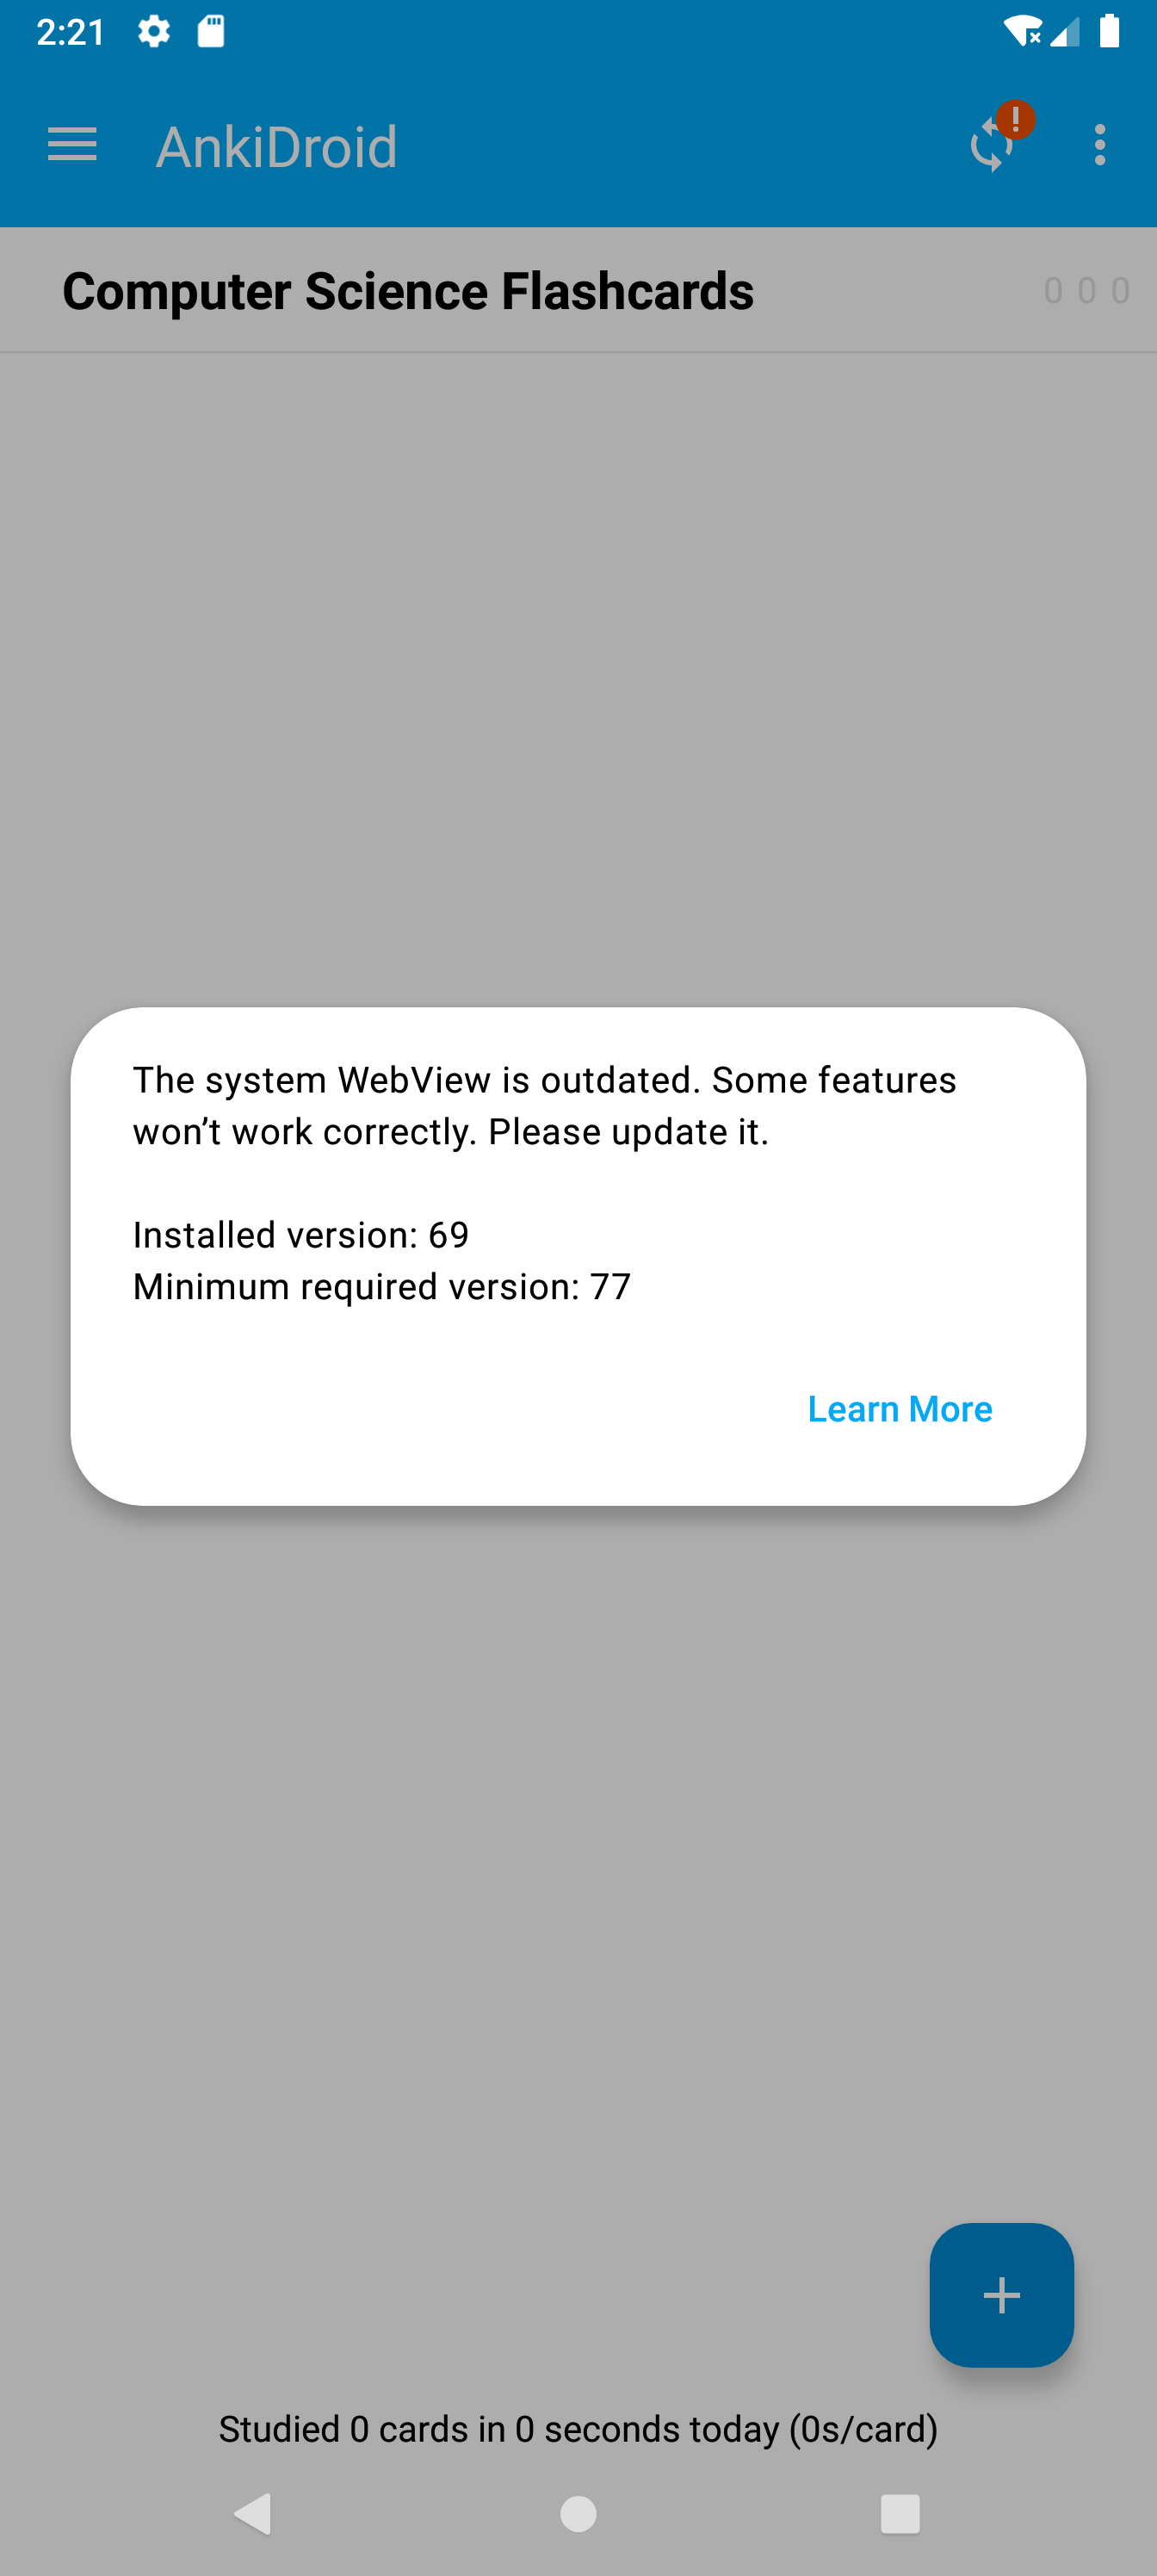 2:21
AnkiDroid
Computer Science Flashcards
0 0 0
The system WebView is outdated. Some features
won’t work correctly. Please update it.
Installed version: 69
Minimum required version: 77
Learn More
Studied 0 cards in 0 seconds today (0s/card)